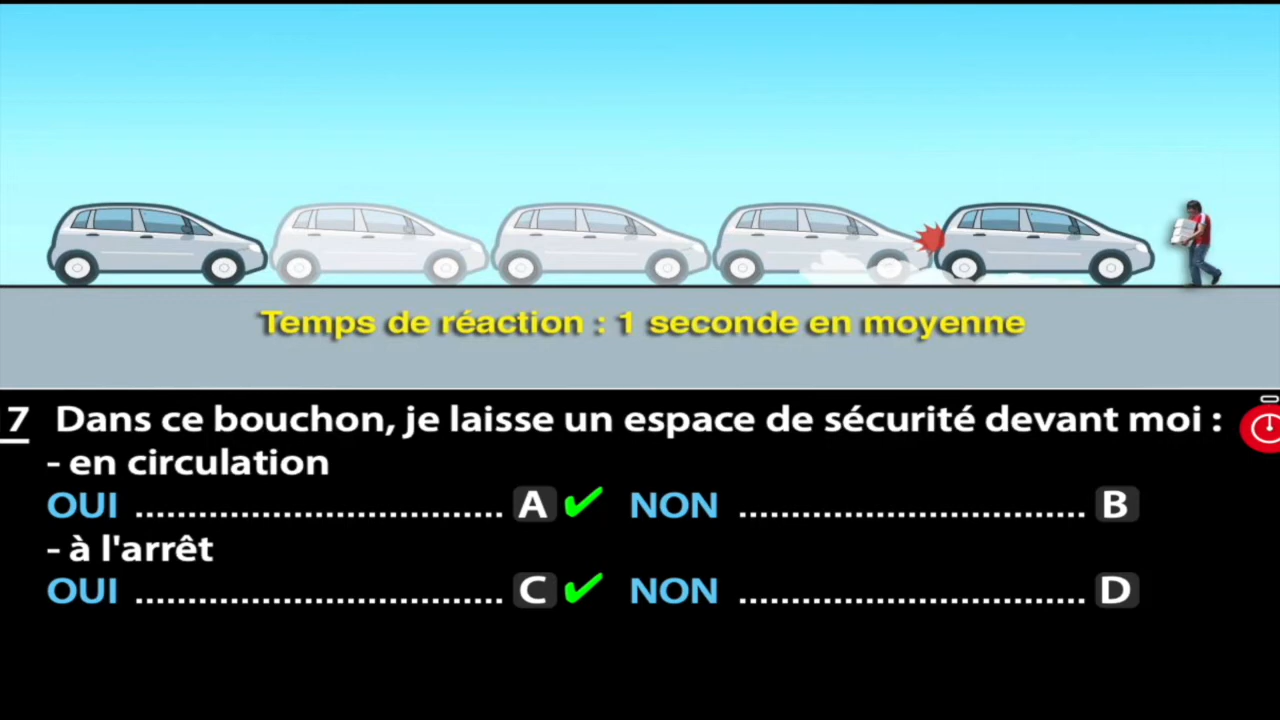 Temps de réaction : 1 seconde en moyenne
7 Dans ce bouchon, je laisse un espace de sécurité devant moi :
- en circulation
OUI ................................... A ✔ NON ................................. B
- à l'arrêt
OUI ................................... C ✔ NON ................................. D